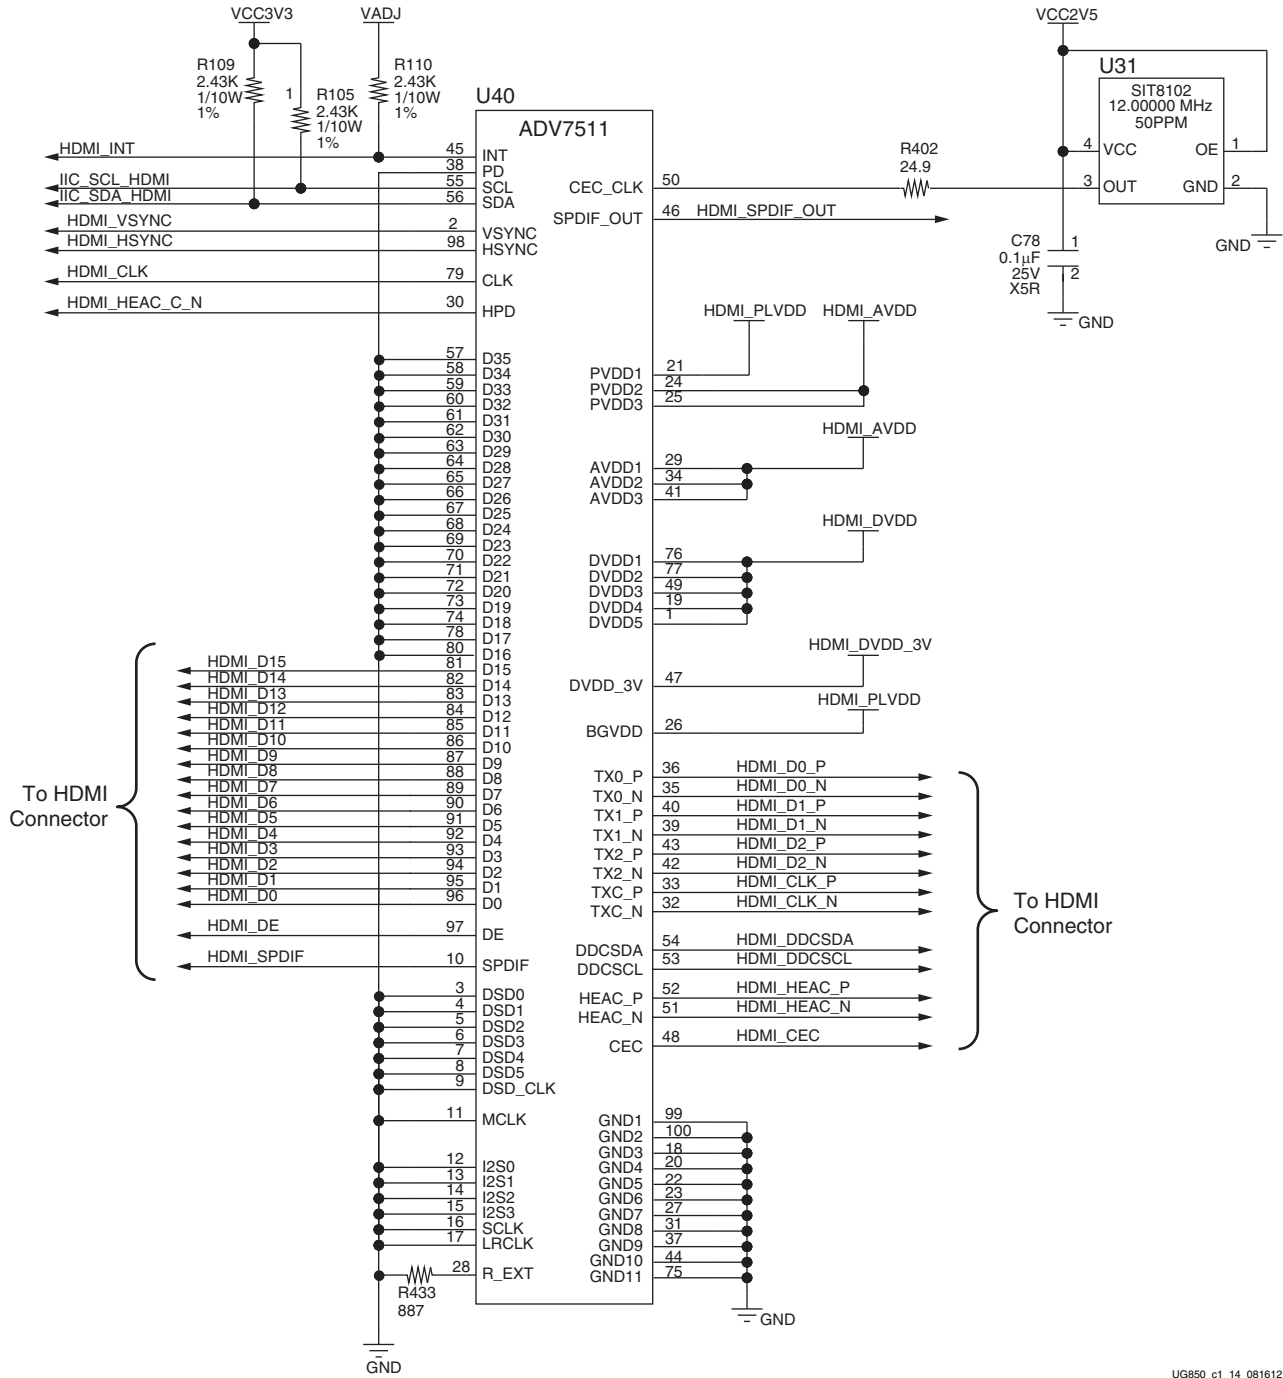 VCC3V3
VADJ
VCC2V5
R109
2.43K
1/10W
1%
1
R105
2.43K
1/10W
1%
R110
2.43K
1/10W
1%
U40
ADV7511
U31
SIT8102
12.00000 MHz
50PPM
4 VCC
OE 1
3 OUT
GND 2
R402
24.9
C78
0.1µF
25V
X5R
1
2
GND
GND
HDMI_INT 45 INT
38 PD
IIC_SCL_HDMI 55 SCL
IIC_SDA_HDMI 56 SDA
HDMI_VSYNC 2 VSYNC
HDMI_HSYNC 98 HSYNC
HDMI_CLK 79 CLK
HDMI_HEAC_C_N 30 HPD
57 D35
58 D34
59 D33
60 D32
61 D31
62 D30
63 D29
64 D28
65 D27
66 D26
67 D25
68 D24
69 D23
70 D22
71 D21
72 D20
73 D19
74 D18
78 D17
80 D16
To HDMI
Connector
HDMI_D15 81 D15
HDMI_D14 82 D14
HDMI_D13 83 D13
HDMI_D12 84 D12
HDMI_D11 85 D11
HDMI_D10 86 D10
HDMI_D9 87 D9
HDMI_D8 88 D8
HDMI_D7 89 D7
HDMI_D6 90 D6
HDMI_D5 91 D5
HDMI_D4 92 D4
HDMI_D3 93 D3
HDMI_D2 94 D2
HDMI_D1 95 D1
HDMI_D0 96 D0
HDMI_DE 97 DE
HDMI_SPDIF 10 SPDIF
3 DSD0
4 DSD1
5 DSD2
6 DSD3
7 DSD4
8 DSD5
9 DSD_CLK
11 MCLK
12 I2S0
13 I2S1
14 I2S2
15 I2S3
16 SCLK
17 LRCLK
28 R_EXT
R433
887
GND
CEC_CLK 50
SPDIF_OUT 46 HDMI_SPDIF_OUT
HDMI_PLVDD
HDMI_AVDD
PVDD1 21
PVDD2 24
PVDD3 25
HDMI_AVDD
AVDD1 29
AVDD2 34
AVDD3 41
HDMI_DVDD
DVDD1 76
DVDD2 77
DVDD3 49
DVDD4 19
DVDD5 1
HDMI_DVDD_3V
DVDD_3V 47
HDMI_PLVDD
BGVDD 26
TX0_P 36 HDMI_D0_P
TX0_N 35 HDMI_D0_N
TX1_P 40 HDMI_D1_P
TX1_N 39 HDMI_D1_N
TX2_P 43 HDMI_D2_P
TX2_N 42 HDMI_D2_N
TXC_P 33 HDMI_CLK_P
TXC_N 32 HDMI_CLK_N
DDCSDA 54 HDMI_DDCSDA
DDCSCL 53 HDMI_DDCSCL
HEAC_P 52 HDMI_HEAC_P
HEAC_N 51 HDMI_HEAC_N
CEC 48 HDMI_CEC
To HDMI
Connector
GND1 99
GND2 100
GND3 18
GND4 20
GND5 22
GND6 23
GND7 27
GND8 31
GND9 37
GND10 44
GND11 75
GND
UG850_c1_14_081612